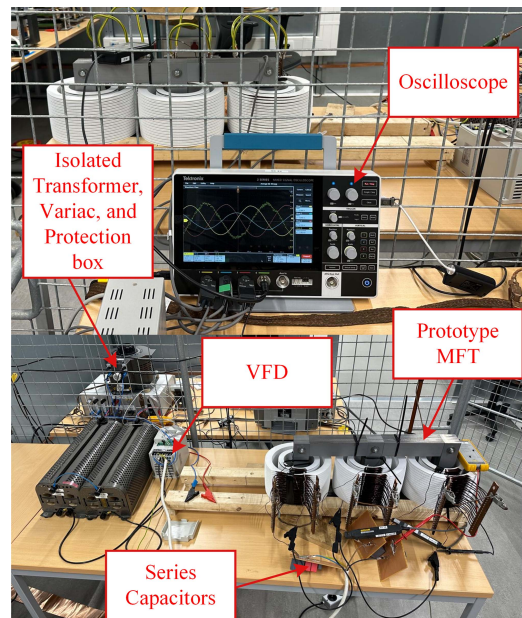 Oscilloscope
Isolated
Transformer,
Variac, and
Protection
box
Tektronix
Prototype
MFT
VFD
Series
Capacitors